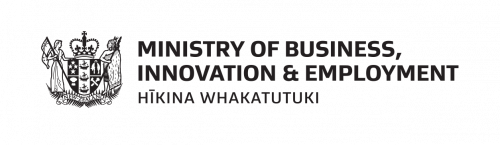 MINISTRY OF BUSINESS,
INNOVATION & EMPLOYMENT
HĪKINA WHAKATUTUKI